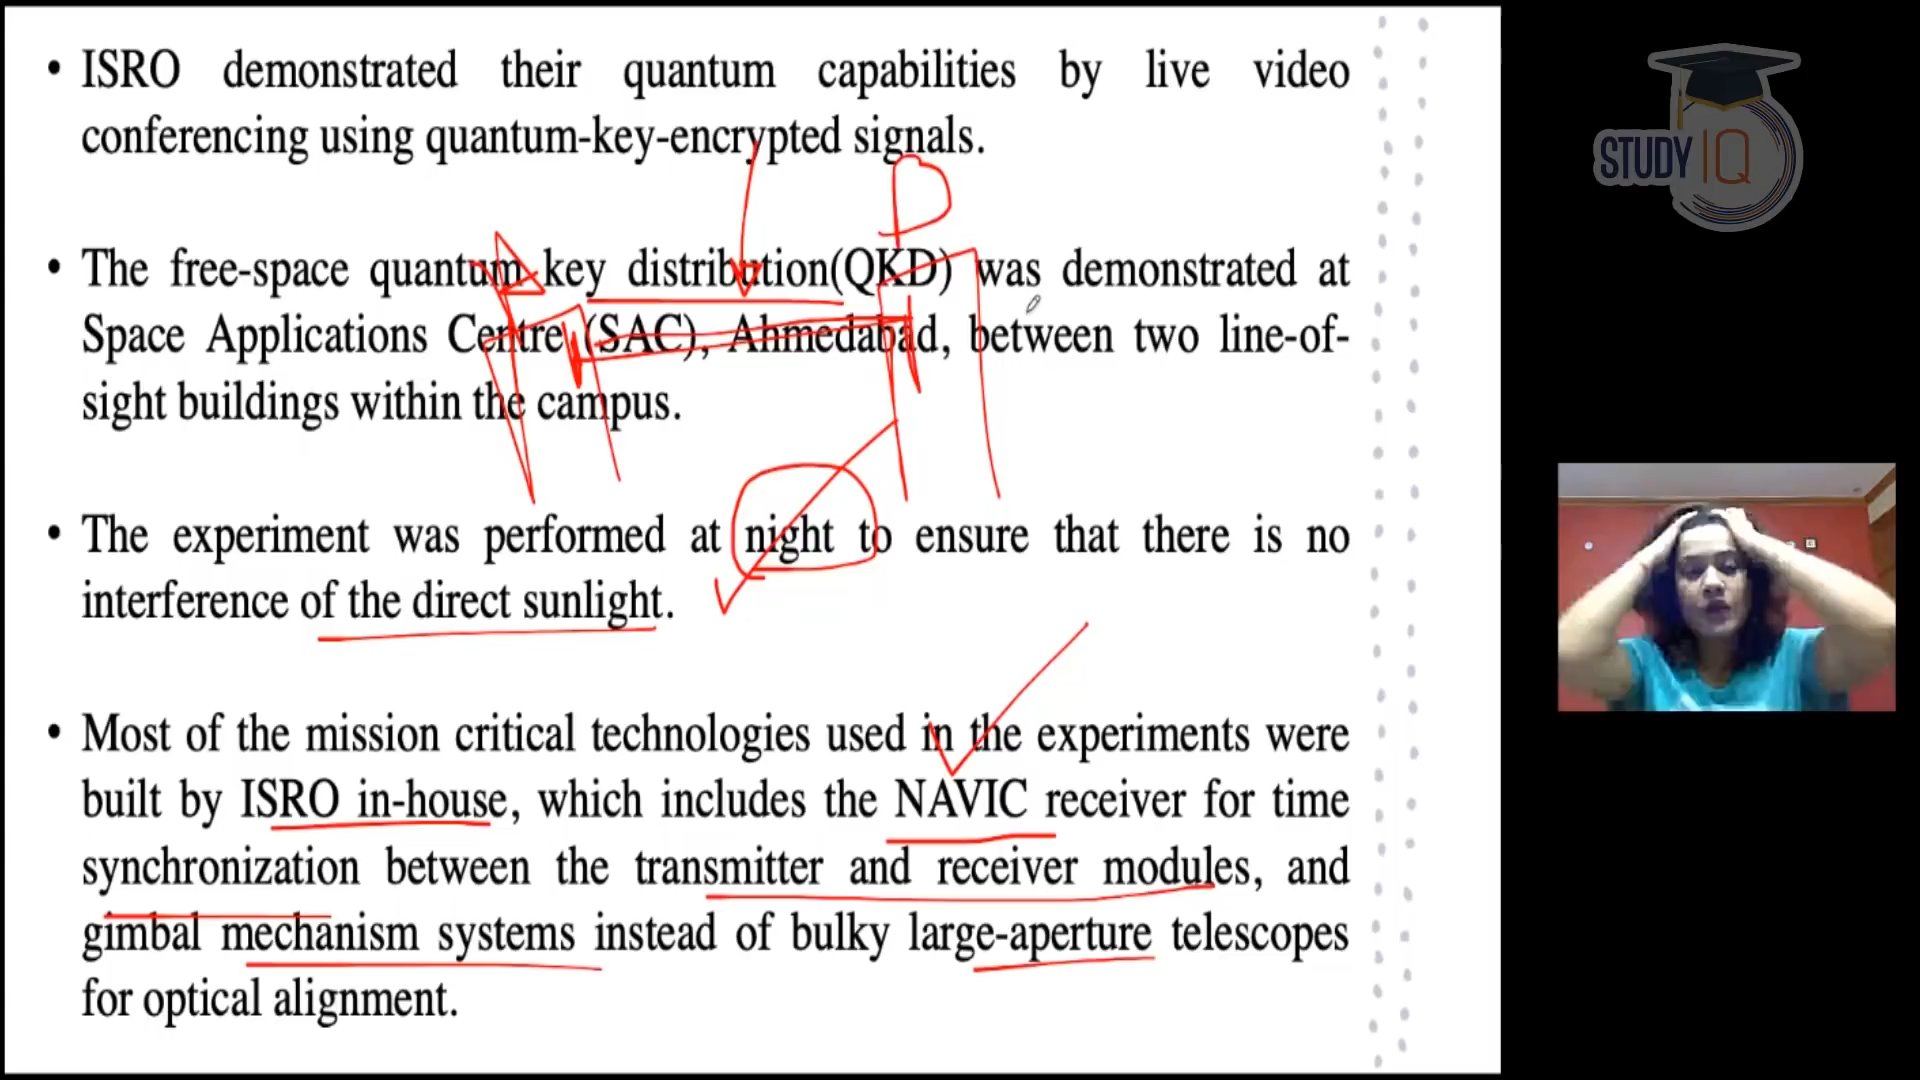 • ISRO demonstrated their quantum capabilities by live video
conferencing using quantum-key-encrypted signals.
• The free-space quantum key distribution(QKD) was demonstrated at
Space Applications Centre (SAC), Ahmedabad, between two line-of-
sight buildings within the campus.
• The experiment was performed at night to ensure that there is no
interference of the direct sunlight.
• Most of the mission critical technologies used in the experiments were
built by ISRO in-house, which includes the NAVIC receiver for time
synchronization between the transmitter and receiver modules, and
gimbal mechanism systems instead of bulky large-aperture telescopes
for optical alignment.
STUDY IQ